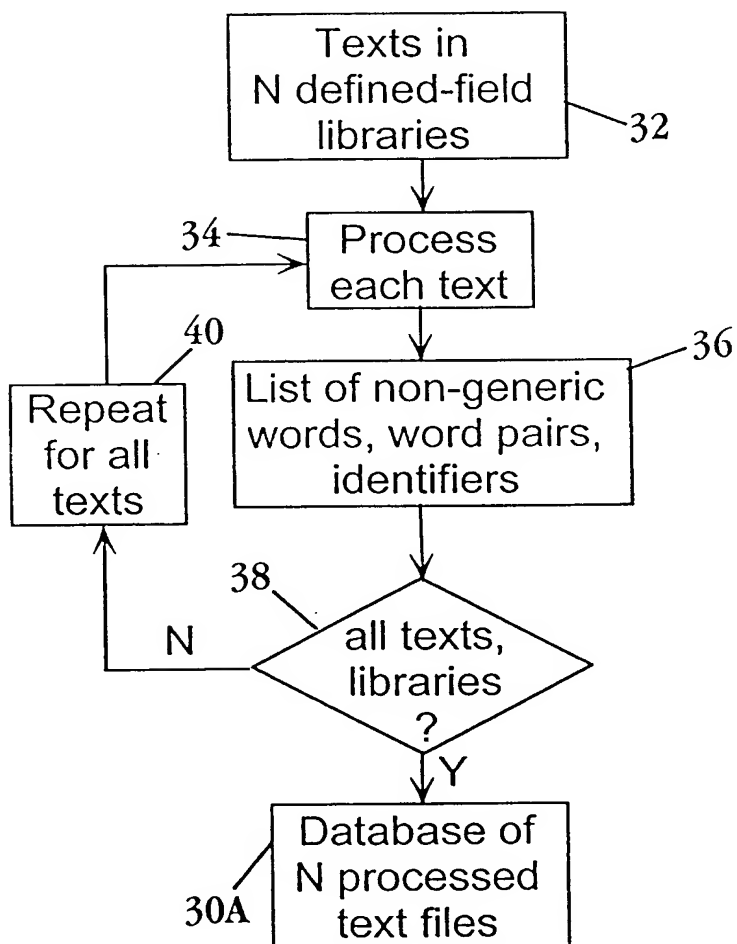 Texts in
N defined-field
libraries
32
34
Process
each text
40
36
Repeat
for all
texts
List of non-generic
words, word pairs,
identifiers
38
N
all texts,
libraries
?
Y
Database of
N processed
text files
30A